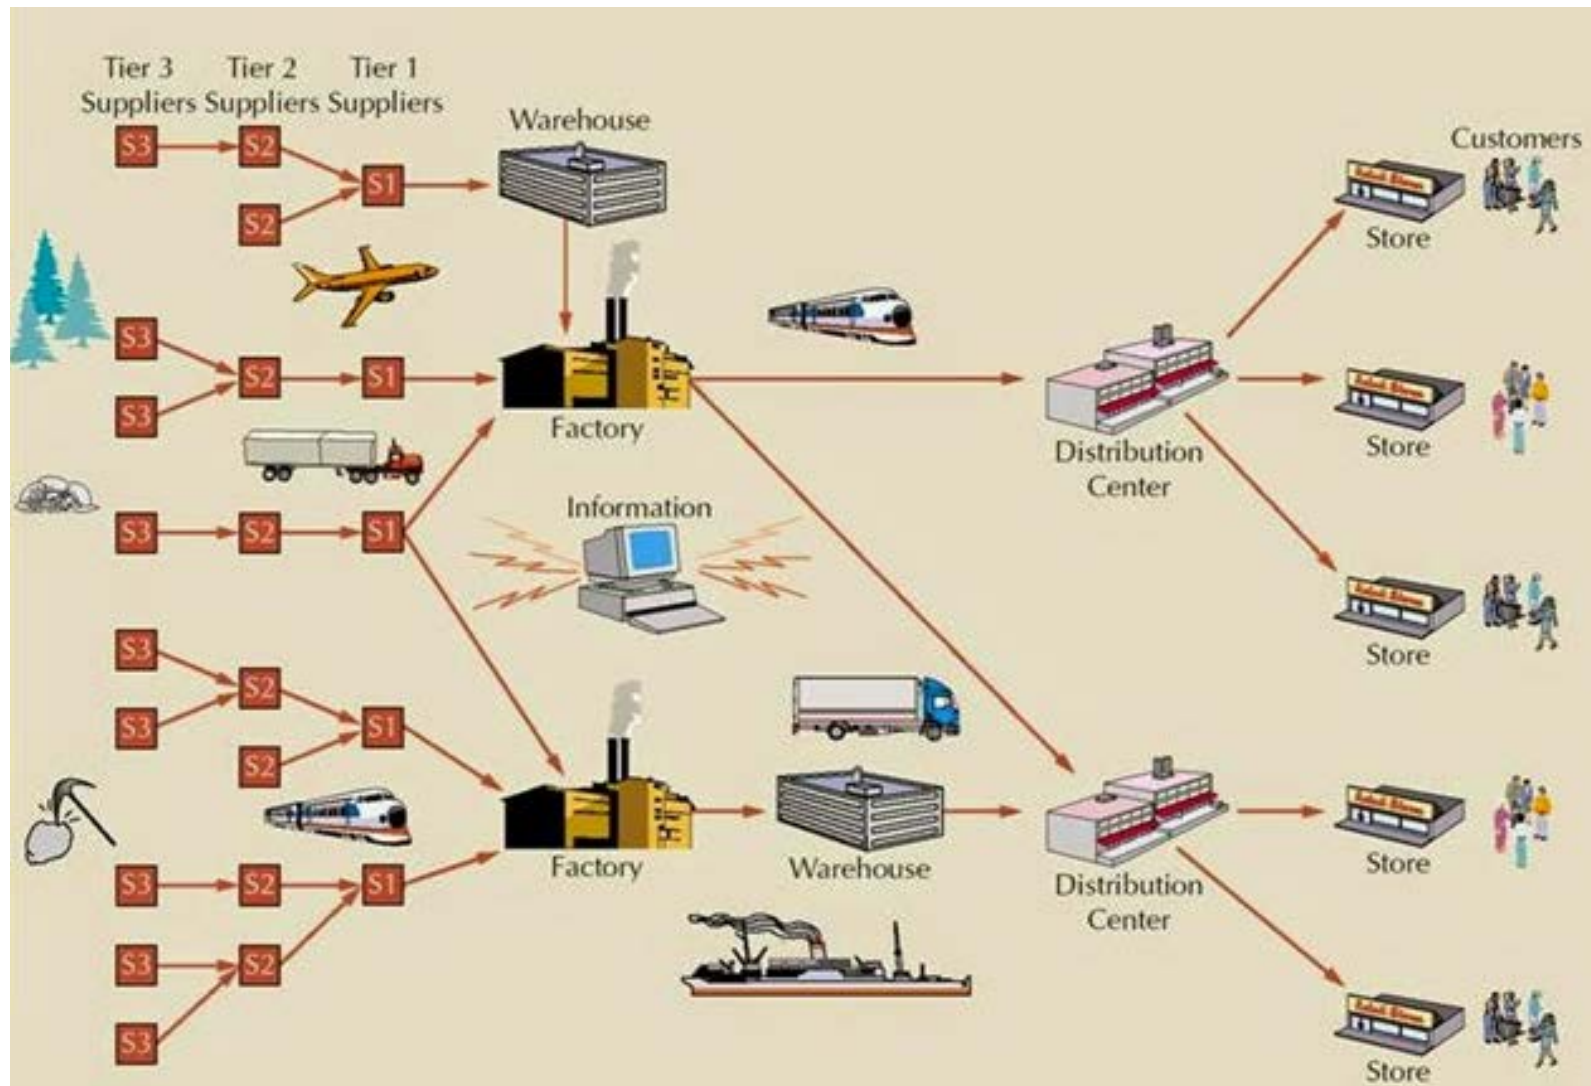 Tier 3
Suppliers
Tier 2
Suppliers
Tier 1
Suppliers
S3
S2
S2
S1
Warehouse
Customers
Store
S3
S3
S2
S1
Factory
Distribution
Center
Store
S3
S2
S1
Information
Store
S3
S3
S2
S2
S1
Factory
Warehouse
Distribution
Center
Store
S3
S2
S1
S3
S2
S3
Store